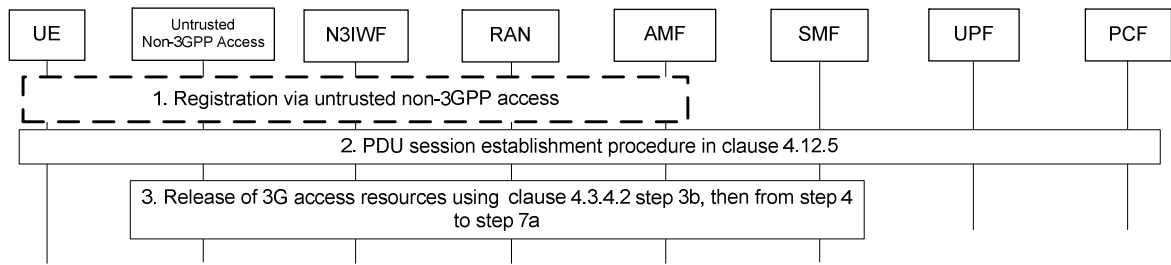 UE
Untrusted
Non-3GPP Access
N3IWF
RAN
AMF
SMF
UPF
PCF
1. Registration via untrusted non-3GPP access
2. PDU session establishment procedure in clause 4.12.5
3. Release of 3G access resources using clause 4.3.4.2 step 3b, then from step 4
to step 7a